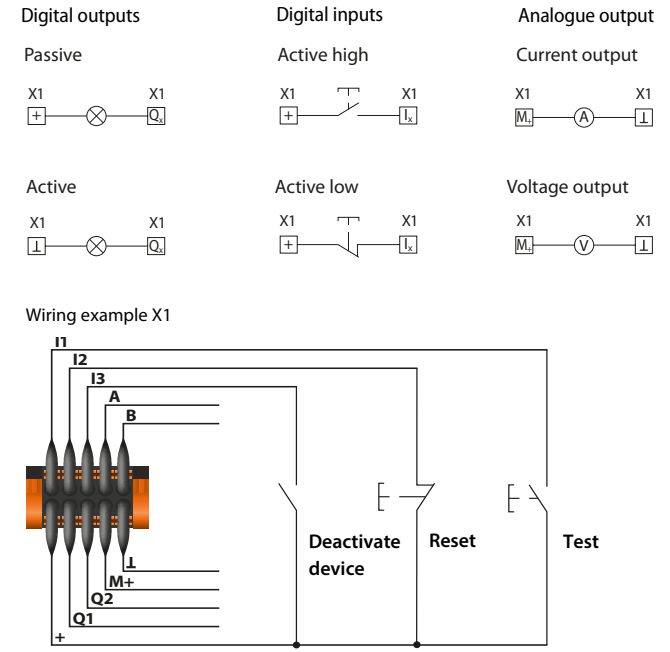 Digital outputs Digital inputs Analogue output
Passive Active high Current output
X1 X1 X1 X1 X1 X1
+ Qx + Ix M+ A ⊥
Active Active low Voltage output
X1 X1 X1 X1 X1 X1
⊥ Qx + Ix M+ V ⊥
Wiring example X1
I1
I2
I3
A
B
Deactivate device
Reset
Test
⊥
M+
Q2
Q1
+